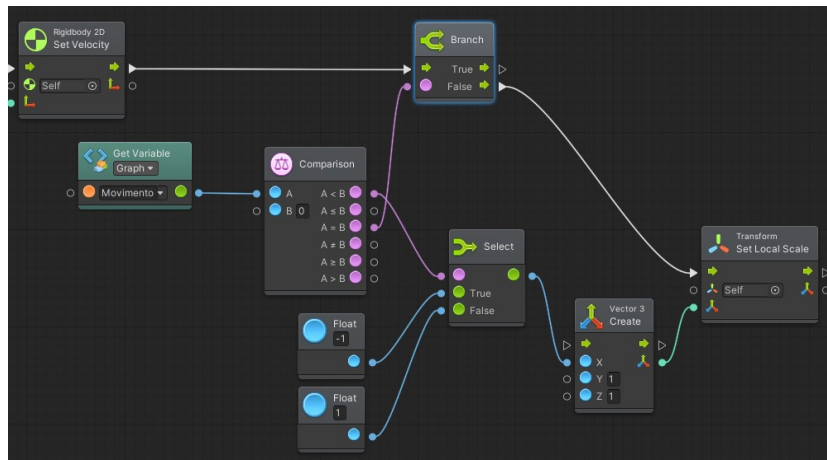 Rigidbody 2D
Set Velocity
Self
Branch
True
False
Get Variable
Graph
Movimento
Comparison
A A < B
B 0 A ≤ B
A = B
A ≠ B
A ≥ B
A > B
Select
True
False
Float
-1
Float
1
Vector 3
Create
X
Y 1
Z 1
Transform
Set Local Scale
Self